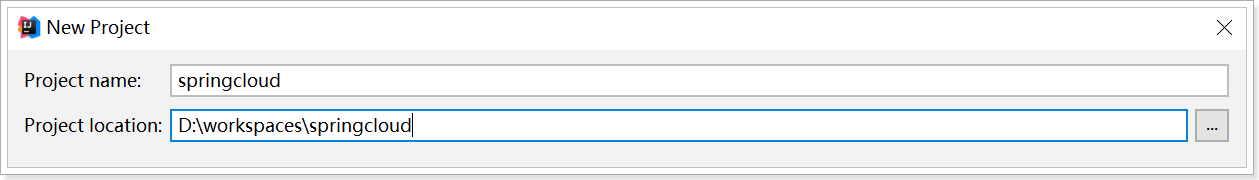 New Project
Project name: springcloud
Project location: D:\workspaces\springcloud ...